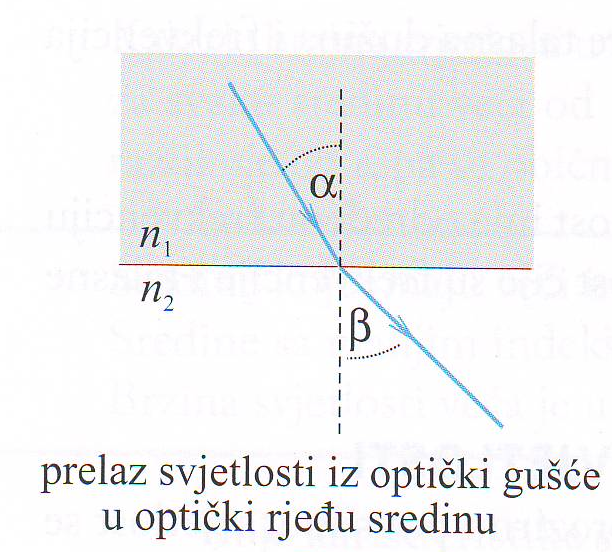 α
n₁
n₂
β
prelaz svjetlosti iz optički gušće
u optički rjeđu sredinu